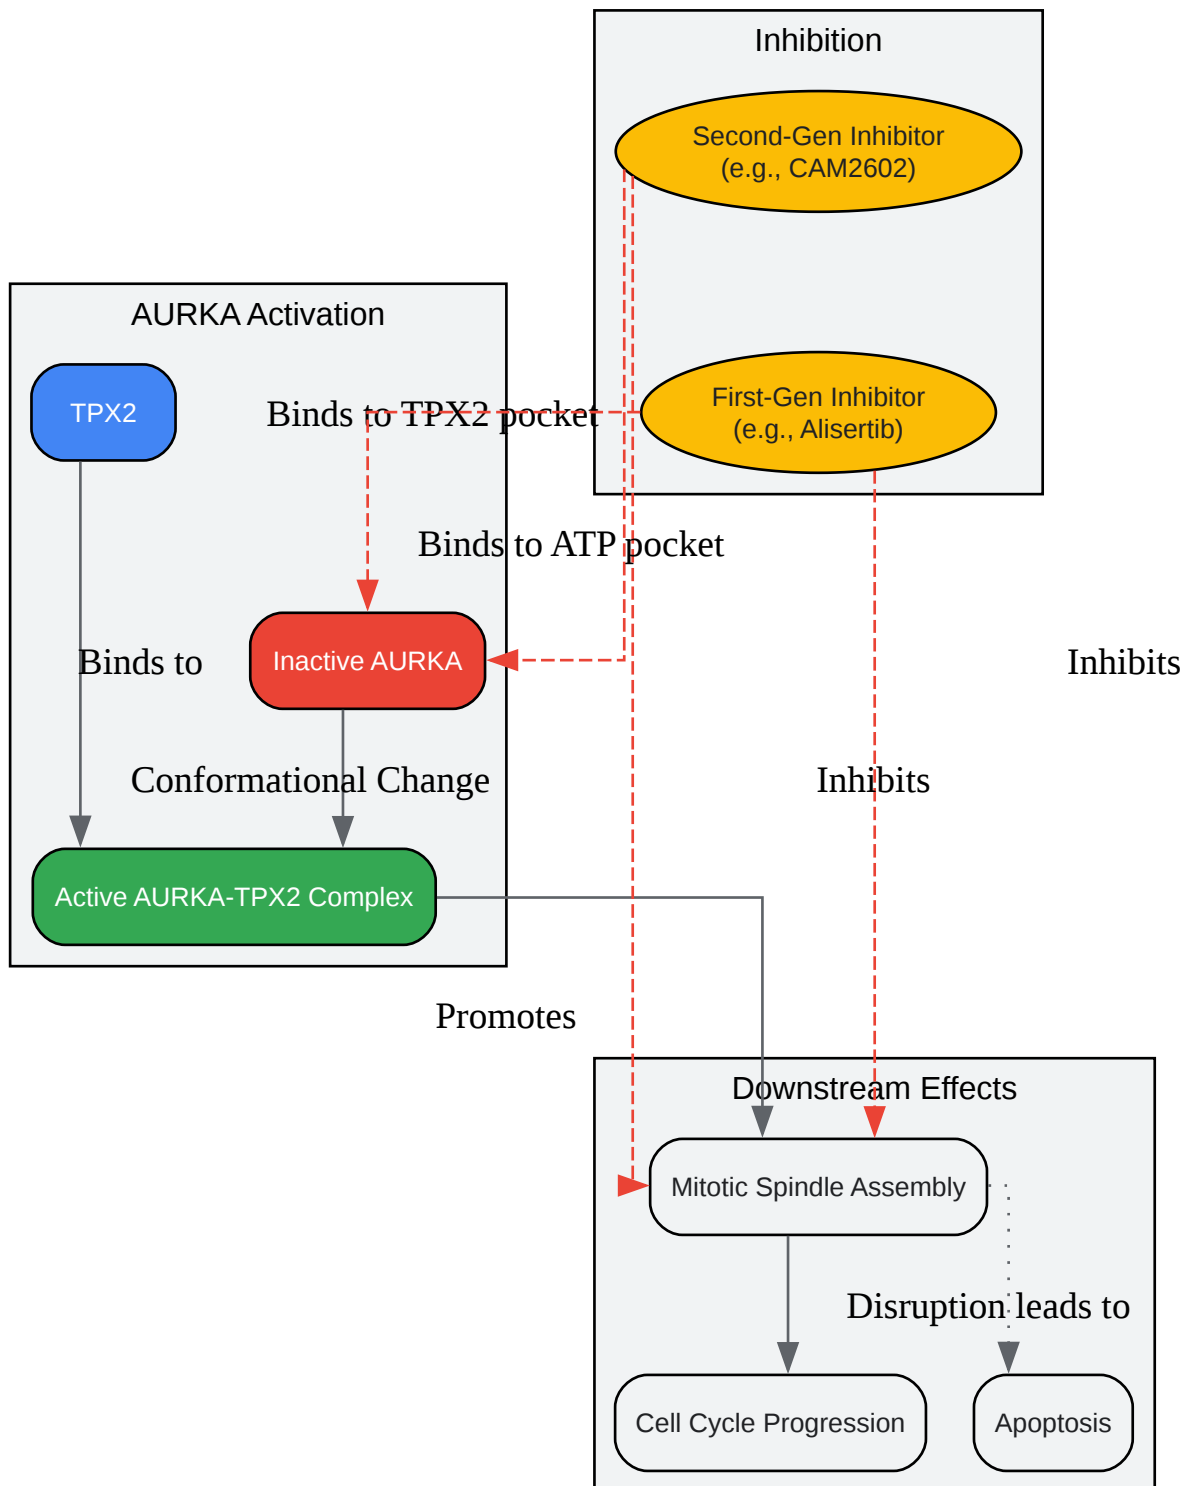 Inhibition
Second-Gen Inhibitor
(e.g., CAM2602)
AURKA Activation
TPX2
Binds to TPX2 pocket
First-Gen Inhibitor
(e.g., Alisertib)
Binds to ATP pocket
Binds to
Inactive AURKA
Inhibits
Conformational Change
Inhibits
Active AURKA-TPX2 Complex
Promotes
Downstream Effects
Mitotic Spindle Assembly
Disruption leads to
Cell Cycle Progression
Apoptosis